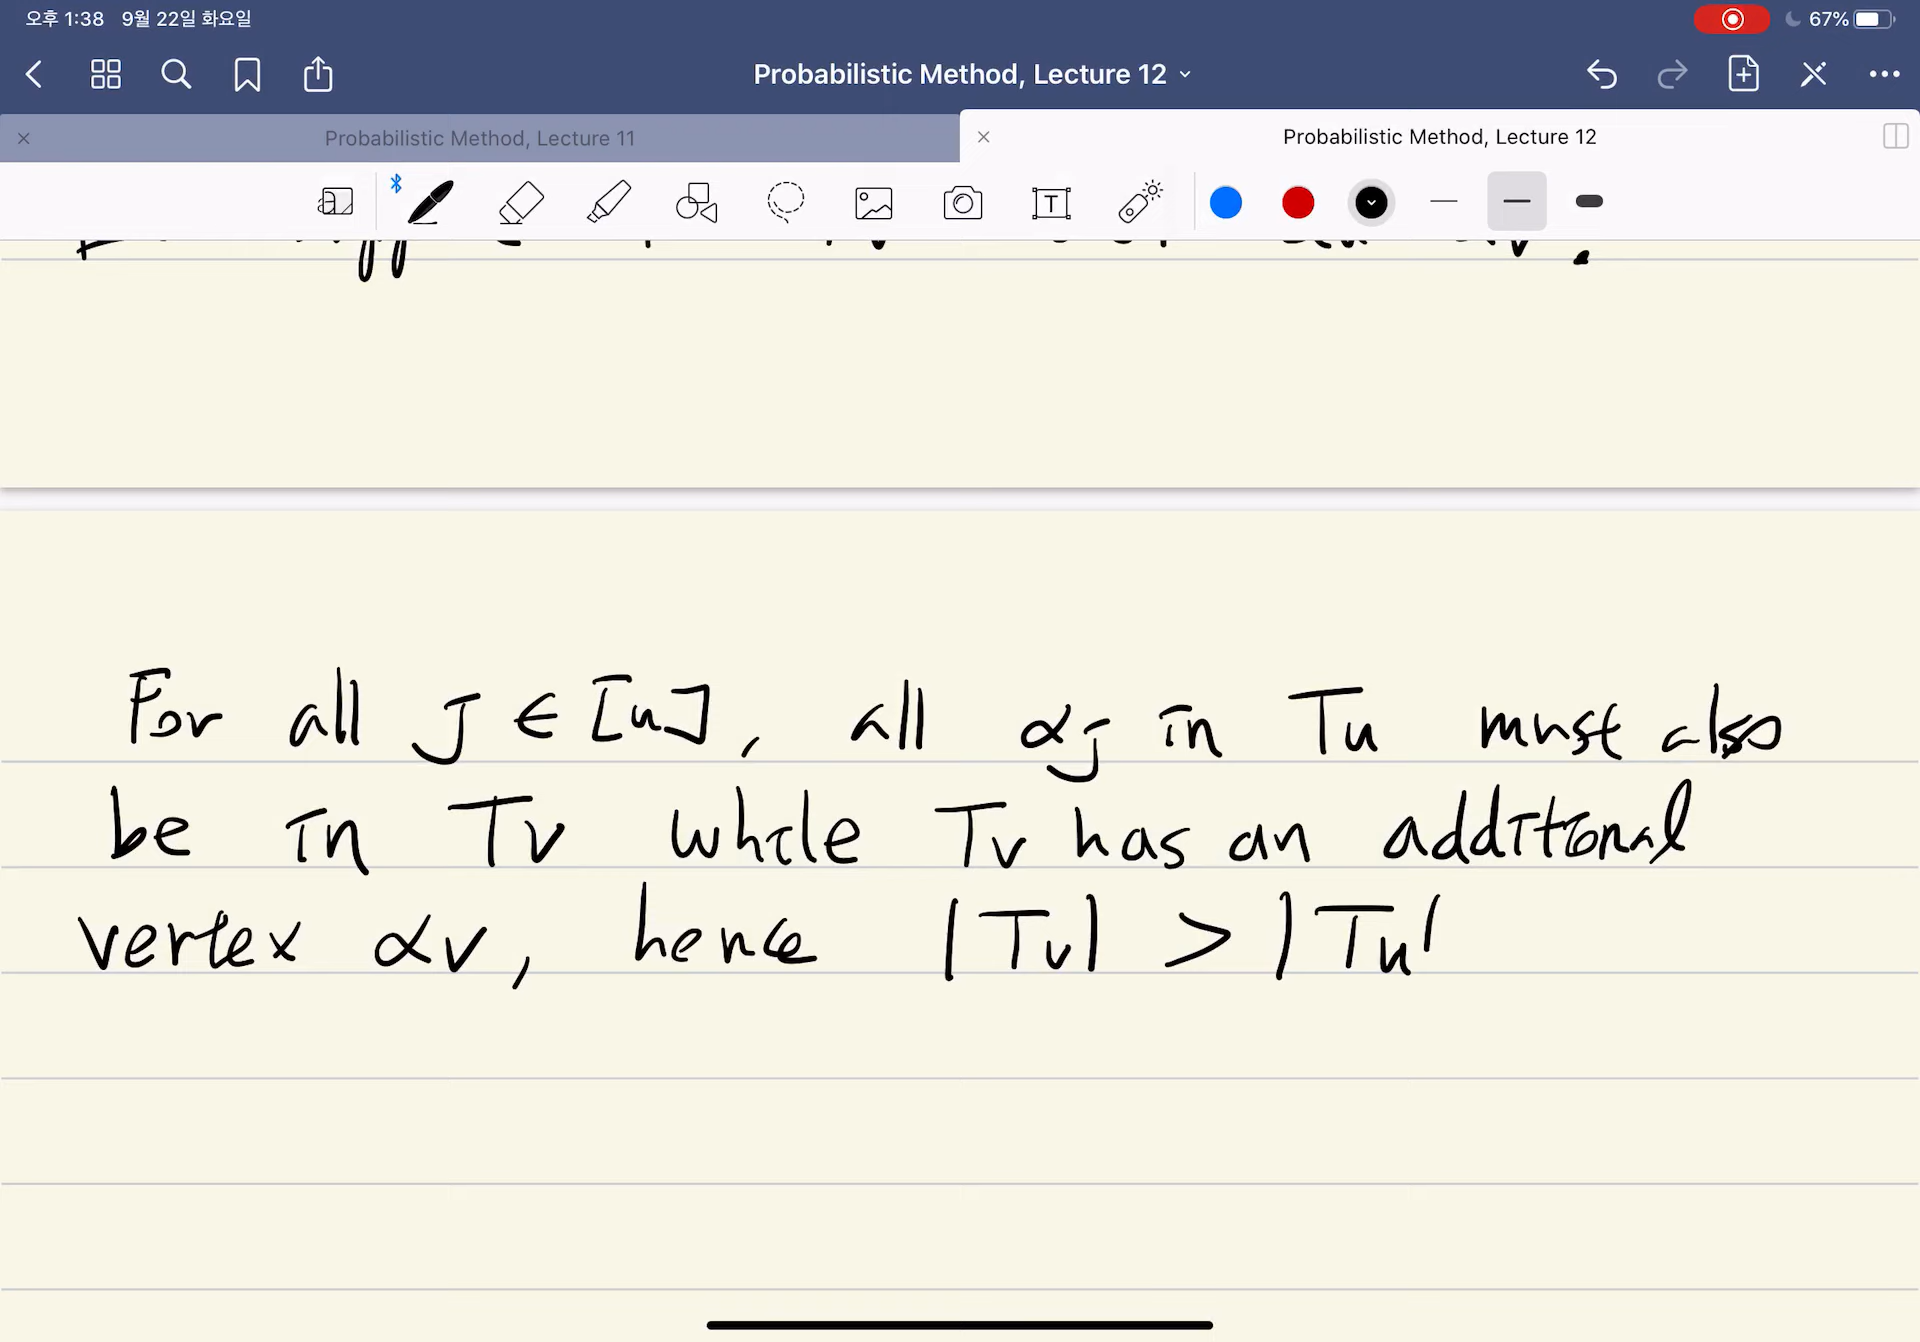 오후 1:38 9월 22일 화요일 67%
Probabilistic Method, Lecture 12
Probabilistic Method, Lecture 11 Probabilistic Method, Lecture 12
For all j ∈ [u], all αj in Tu must also
be in Tv while Tv has an additional
vertex αv, hence |Tv| > |Tu|